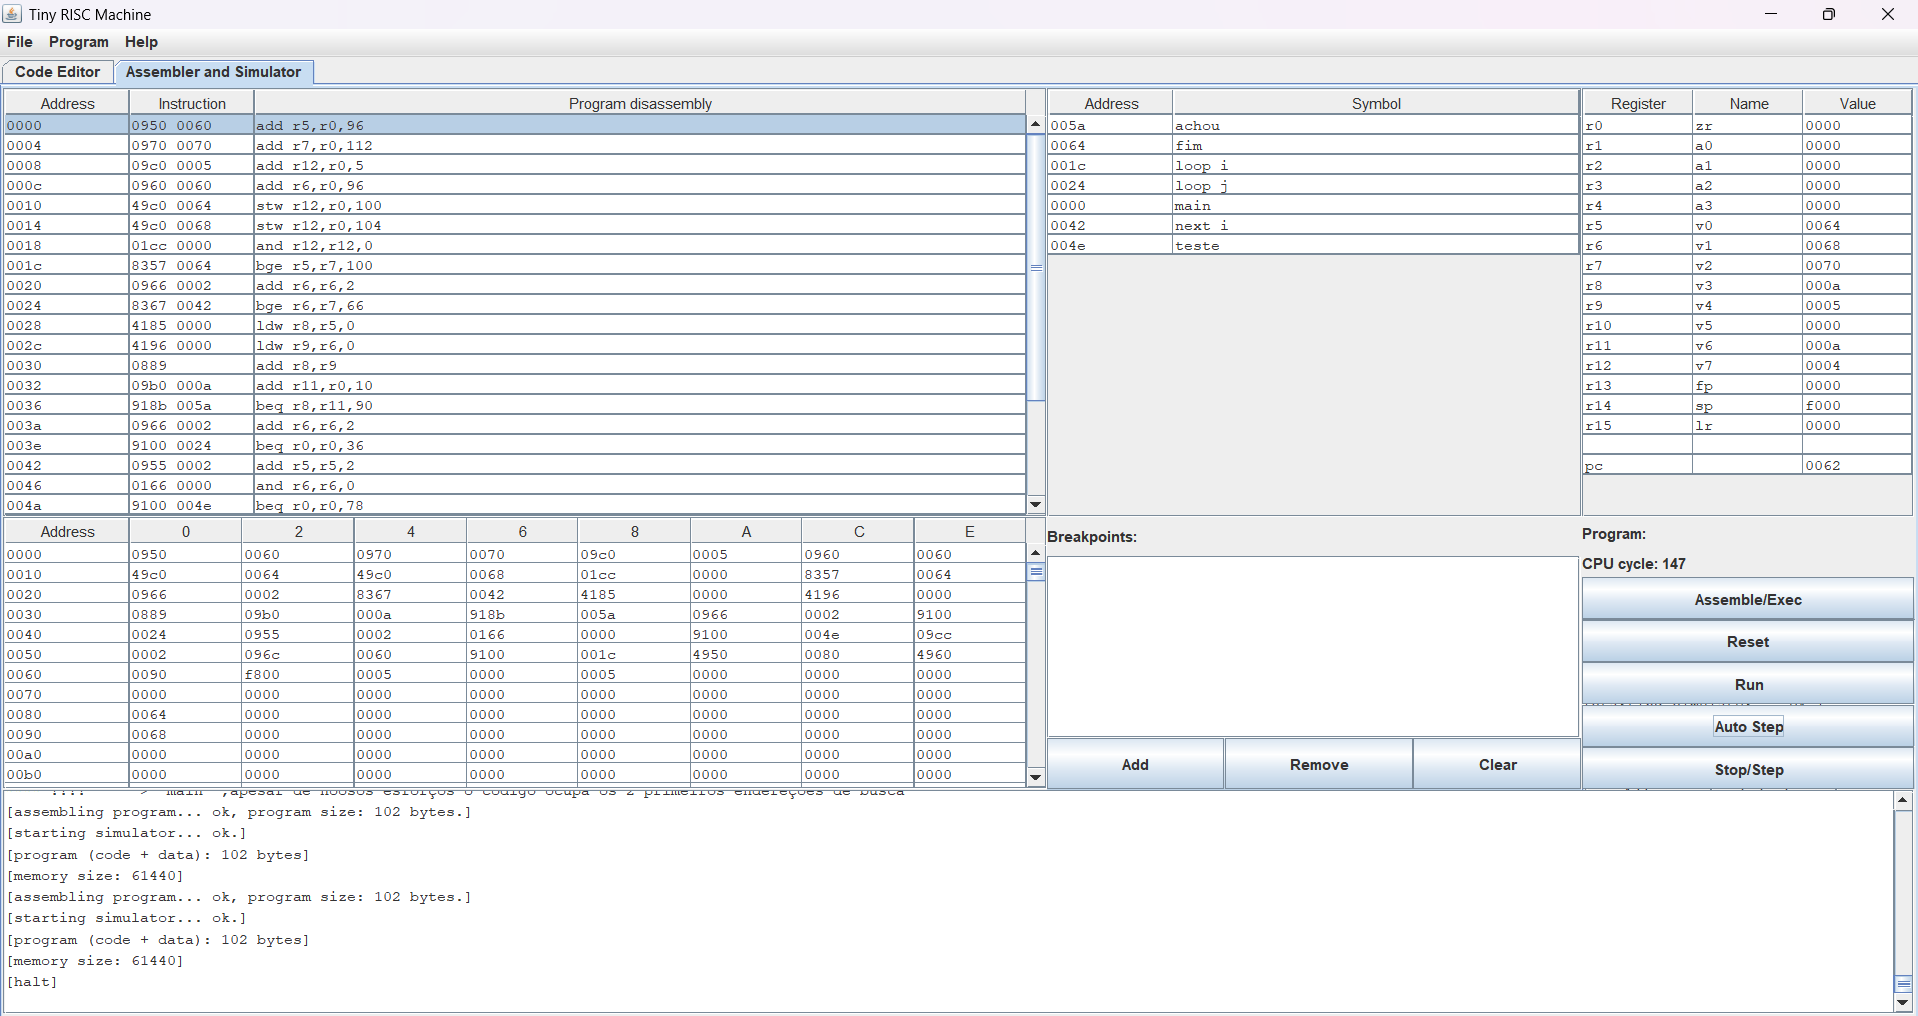 Tiny RISC Machine
File Program Help
Code Editor Assembler and Simulator
Address Instruction Program disassembly
0000 0950 0060 add r5,r0,96
0004 0970 0070 add r7,r0,112
0008 09c0 0005 add r12,r0,5
000c 0960 0060 add r6,r0,96
0010 49c0 0064 stw r12,r0,100
0014 49c0 0068 stw r12,r0,104
0018 01cc 0000 and r12,r12,0
001c 8357 0064 bge r5,r7,100
0020 0966 0002 add r6,r6,2
0024 8367 0042 bge r6,r7,66
0028 4185 0000 ldw r8,r5,0
002c 4196 0000 ldw r9,r6,0
0030 0889 add r8,r9
0032 09b0 000a add r11,r0,10
0036 918b 005a beq r8,r11,90
003a 0966 0002 add r6,r6,2
003e 9100 0024 beq r0,r0,36
0042 0955 0002 add r5,r5,2
0046 0166 0000 and r6,r6,0
004a 9100 004e beq r0,r0,78
Address Symbol
005a achou
0064 fim
001c loop_i
0024 loop_j
0000 main
0042 next_i
004e teste
Register Name Value
r0 zr 0000
r1 a0 0000
r2 a1 0000
r3 a2 0000
r4 a3 0000
r5 v0 0064
r6 v1 0068
r7 v2 0070
r8 v3 000a
r9 v4 0005
r10 v5 0000
r11 v6 000a
r12 v7 0004
r13 fp 0000
r14 sp f000
r15 lr 0000
pc 0062
Address 0 2 4 6 8 A C E
0000 0950 0060 0970 0070 09c0 0005 0960 0060
0010 49c0 0064 49c0 0068 01cc 0000 8357 0064
0020 0966 0002 8367 0042 4185 0000 4196 0000
0030 0889 09b0 000a 918b 005a 0966 0002 9100
0040 0024 0955 0002 0166 0000 9100 004e 09cc
0050 0002 096c 0060 9100 001c 4950 0080 4960
0060 0090 f800 0005 0000 0005 0000 0000 0000
0070 0000 0000 0000 0000 0000 0000 0000 0000
0080 0064 0000 0000 0000 0000 0000 0000 0000
0090 0068 0000 0000 0000 0000 0000 0000 0000
00a0 0000 0000 0000 0000 0000 0000 0000 0000
00b0 0000 0000 0000 0000 0000 0000 0000 0000
Breakpoints:
Add Remove Clear
Program:
CPU cycle: 147
Assemble/Exec
Reset
Run
Auto Step
Stop/Step
main ,apesar de noosos esforços o código ocupa os 2 primeiros endereções de busca
[assembling program... ok, program size: 102 bytes.]
[starting simulator... ok.]
[program (code + data): 102 bytes]
[memory size: 61440]
[assembling program... ok, program size: 102 bytes.]
[starting simulator... ok.]
[program (code + data): 102 bytes]
[memory size: 61440]
[halt]